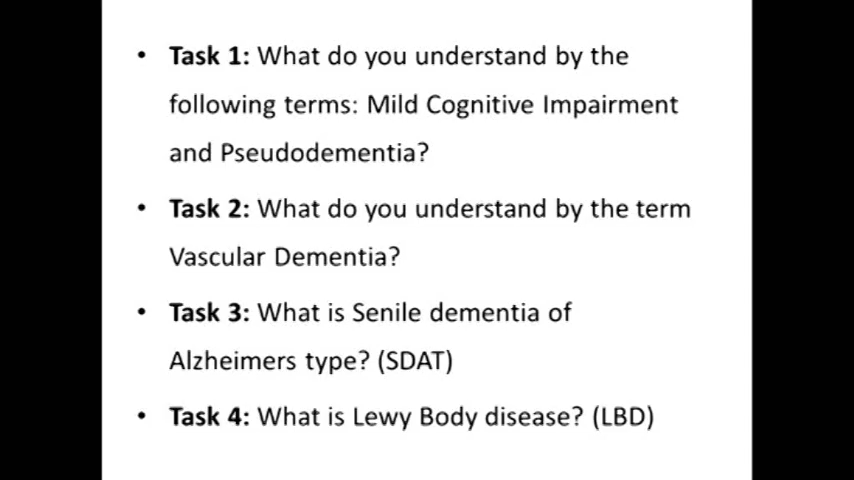 • Task 1: What do you understand by the
following terms: Mild Cognitive Impairment
and Pseudodementia?
• Task 2: What do you understand by the term
Vascular Dementia?
• Task 3: What is Senile dementia of
Alzheimers type? (SDAT)
• Task 4: What is Lewy Body disease? (LBD)